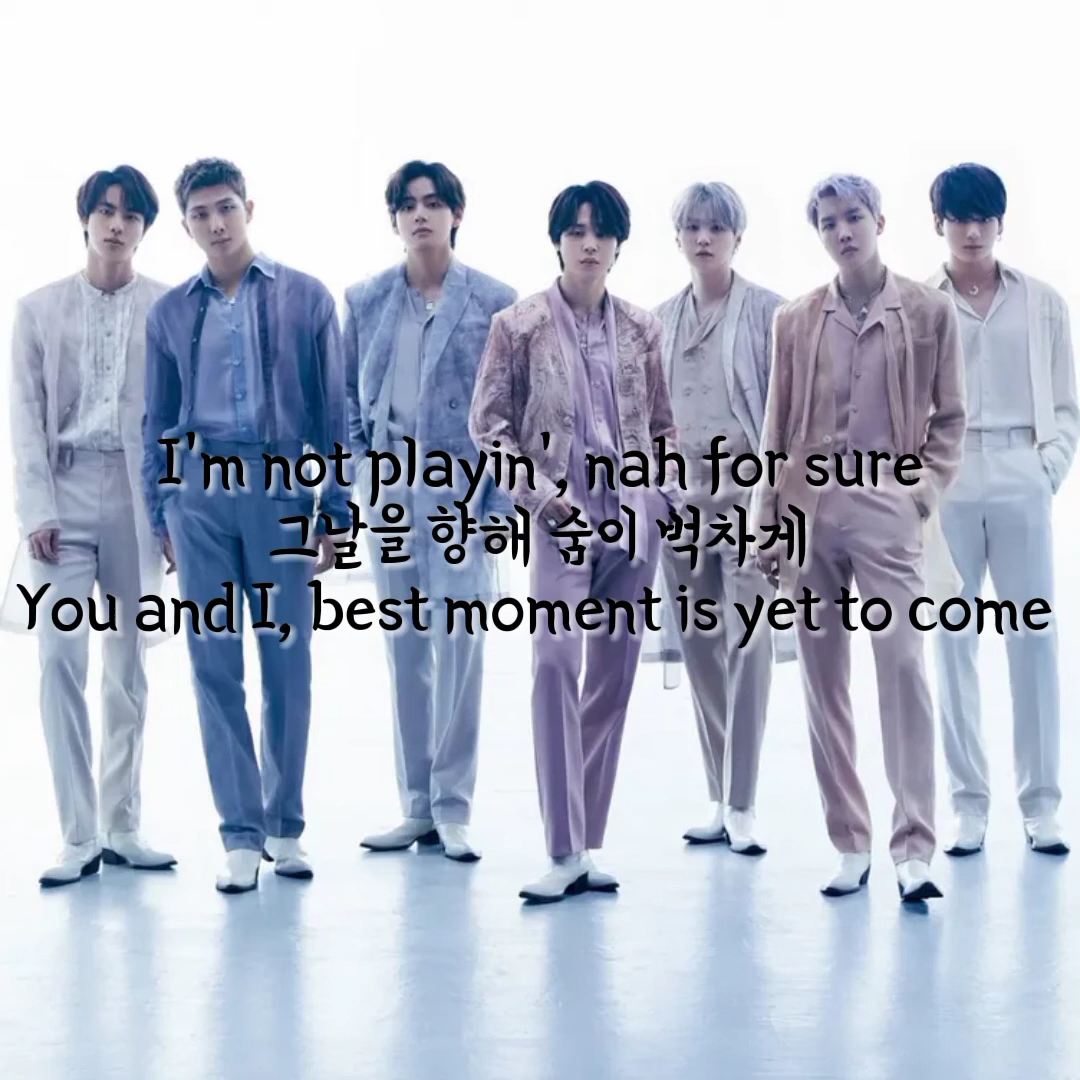 I'm not playin', nah for sure
그날을 향해 숨이 벅차게
You and I, best moment is yet to come